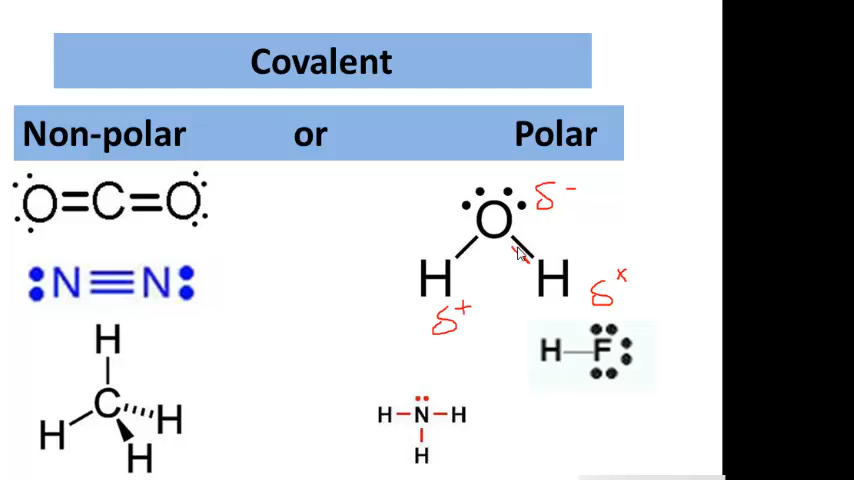 Covalent
Non-polar or Polar
O=C=O
O δ−
H H
δ+ δ+
N≡N
H
C
H H
H
H—F
H—N—H
H